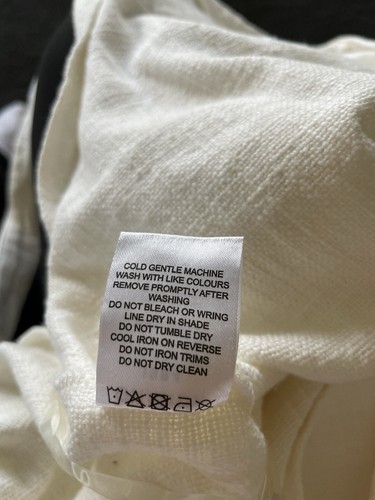 COLD GENTLE MACHINE
WASH WITH LIKE COLOURS
REMOVE PROMPTLY AFTER
WASHING
DO NOT BLEACH OR WRING
LINE DRY IN SHADE
DO NOT TUMBLE DRY
COOL IRON ON REVERSE
DO NOT IRON TRIMS
DO NOT DRY CLEAN